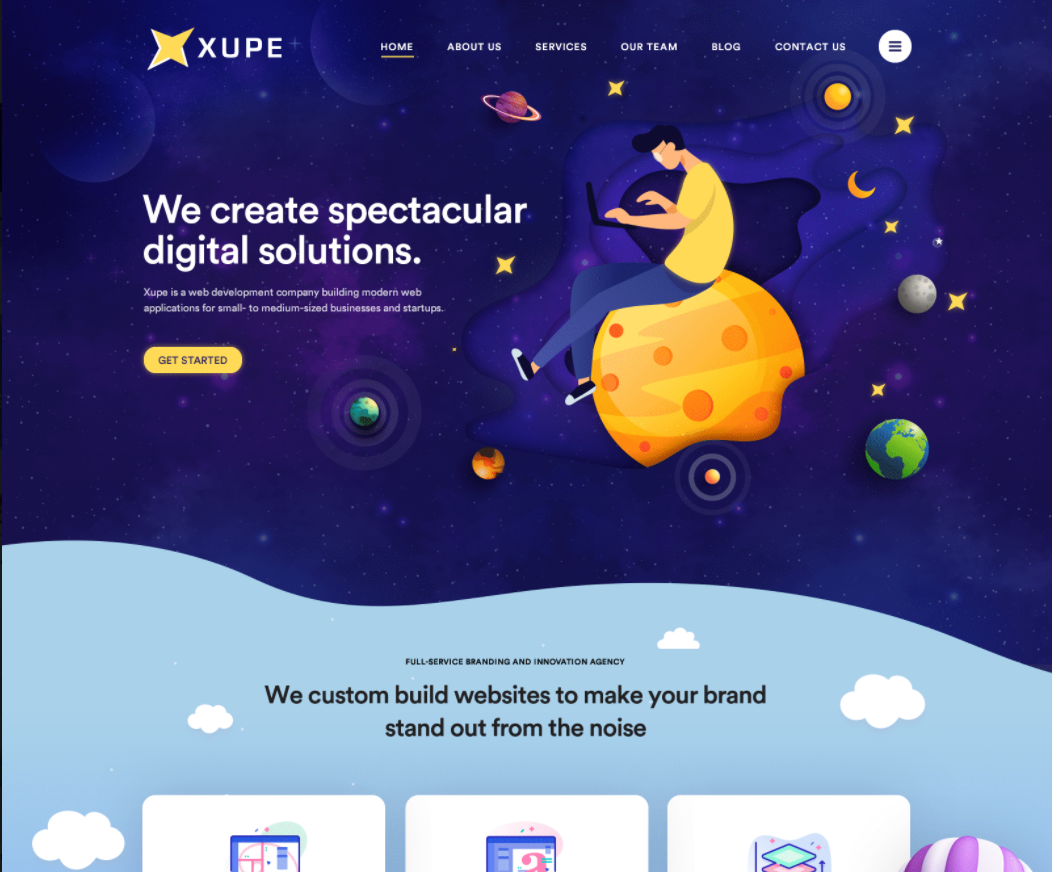 XUPE
HOME
ABOUT US
SERVICES
OUR TEAM
BLOG
CONTACT US
We create spectacular
digital solutions.
Xupe is a web development company building modern web
applications for small- to medium-sized businesses and startups.
GET STARTED
FULL-SERVICE BRANDING AND INNOVATION AGENCY
We custom build websites to make your brand
stand out from the noise